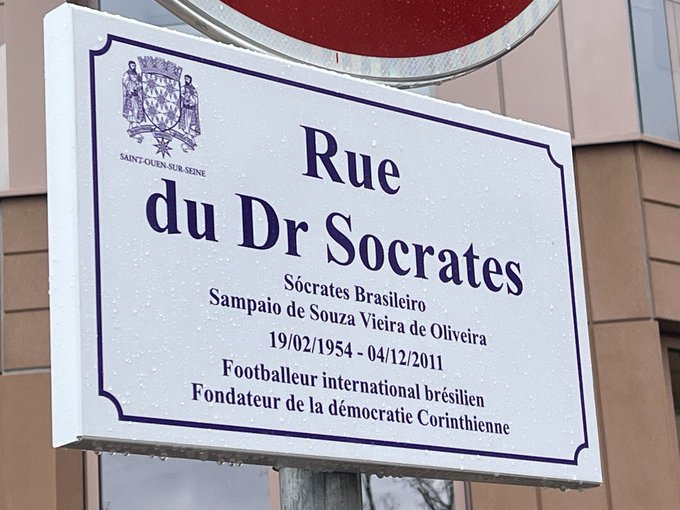 SAINT-OUEN-SUR-SEINE
Rue
du Dr Socrates
Sócrates Brasileiro
Sampaio de Souza Vieira de Oliveira
19/02/1954 - 04/12/2011
Footballeur international brésilien
Fondateur de la démocratie Corinthienne